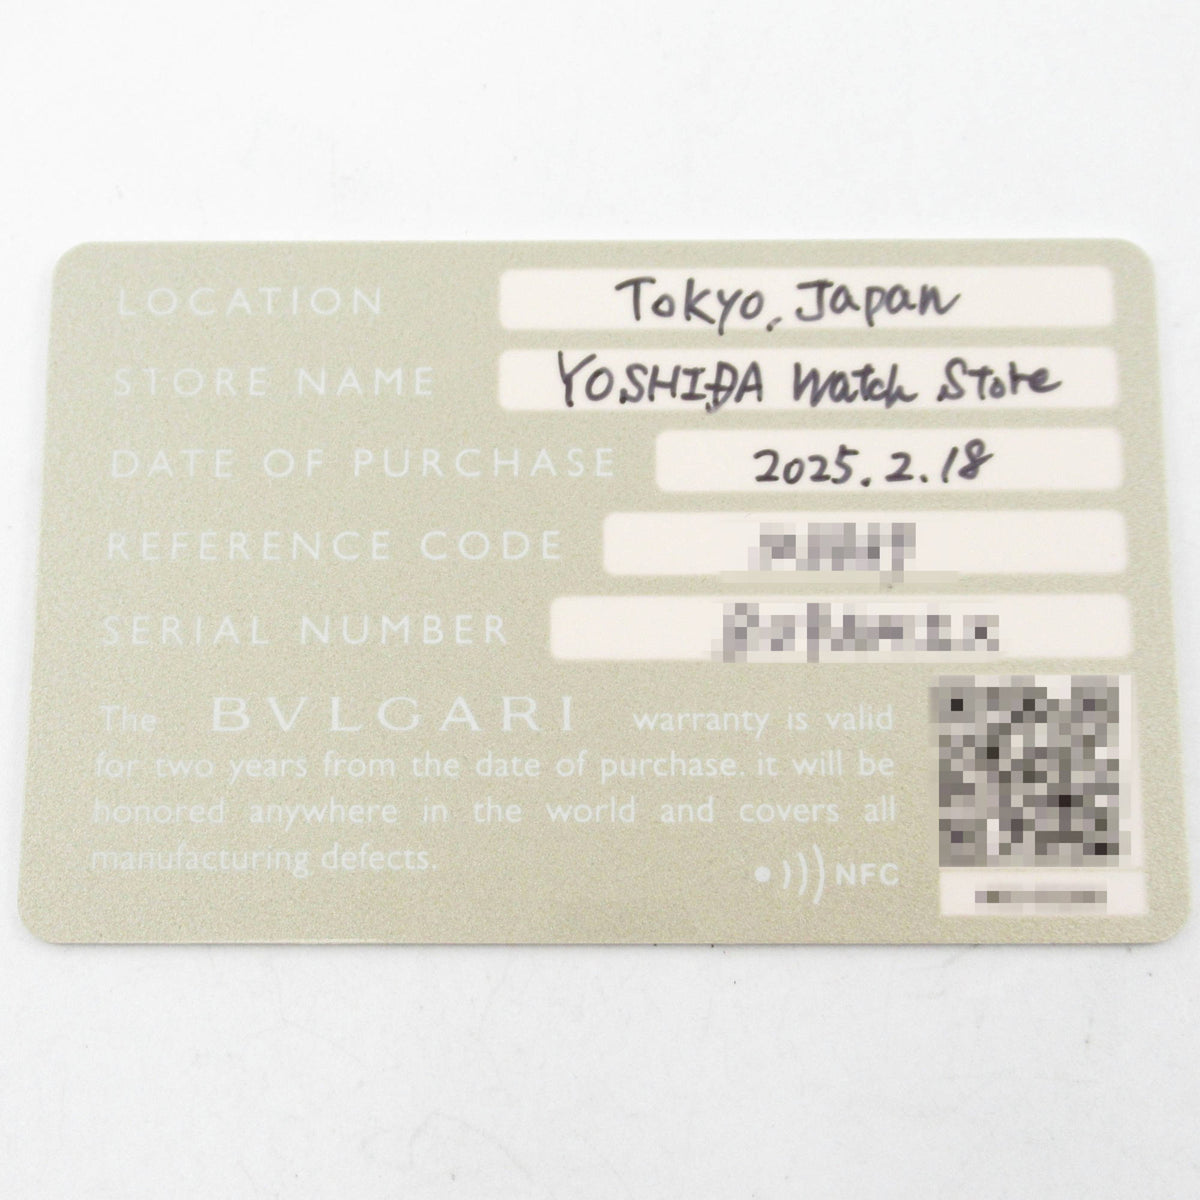 LOCATION Tokyo, Japan
STORE NAME YOSHIDA Watch Store
DATE OF PURCHASE 2025.2.18
REFERENCE CODE
SERIAL NUMBER
The BVLGARI warranty is valid
for two years from the date of purchase. it will be
honored anywhere in the world and covers all
manufacturing defects.
NFC